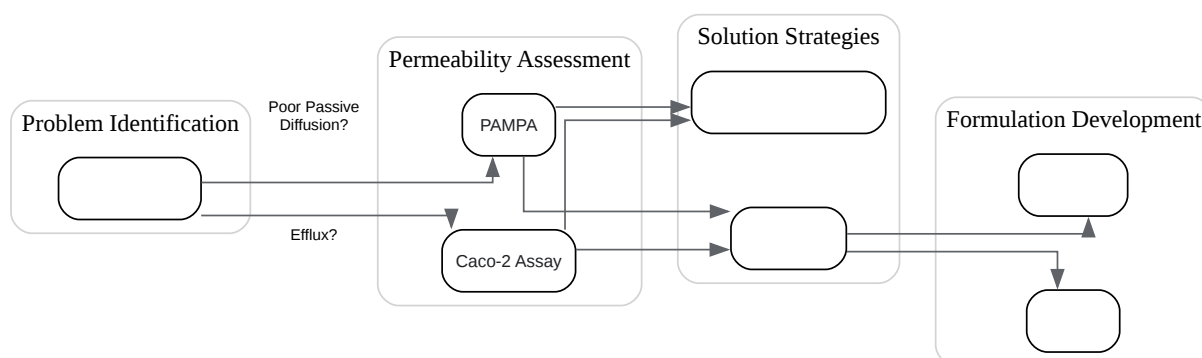 Problem Identification
Poor Passive
Diffusion?
Efflux?
Permeability Assessment
PAMPA
Caco-2 Assay
Solution Strategies
Formulation Development